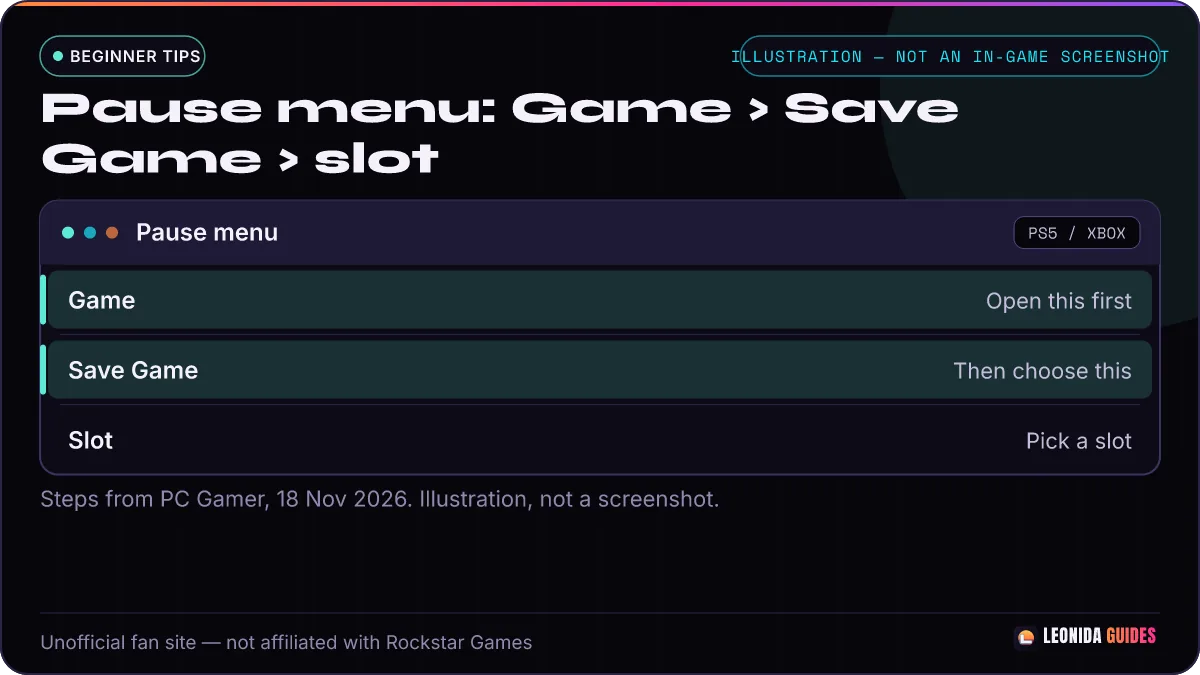 BEGINNER TIPS
ILLUSTRATION — NOT AN IN-GAME SCREENSHOT
Pause menu: Game > Save
Game > slot
Pause menu
PS5 / XBOX
Game
Open this first
Save Game
Then choose this
Slot
Pick a slot
Steps from PC Gamer, 18 Nov 2026. Illustration, not a screenshot.
Unofficial fan site — not affiliated with Rockstar Games
LEONIDA GUIDES